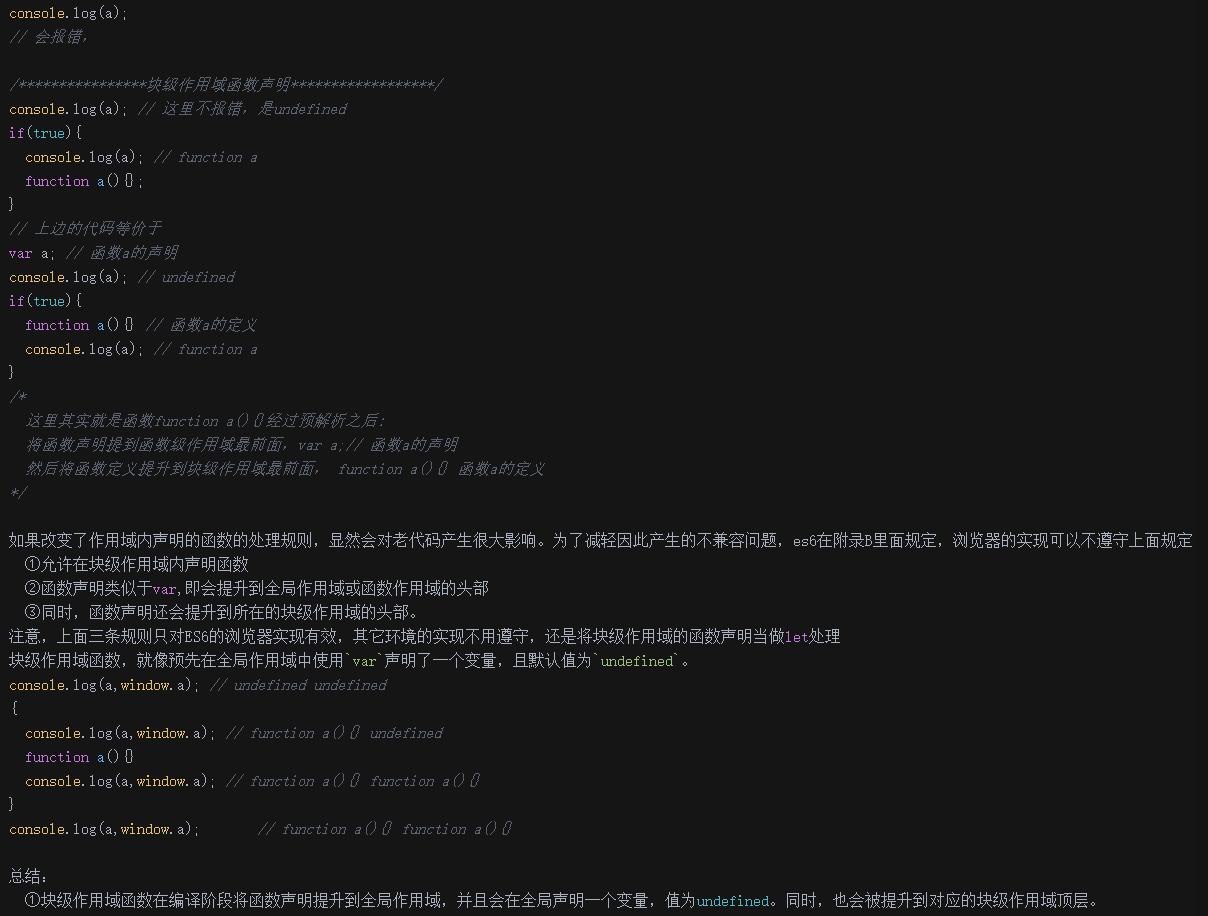 console.log(a);
// 会报错，
/****************块级作用域函数声明******************/
console.log(a); // 这里不报错，是undefined
if(true){
  console.log(a); // function a
  function a(){};
}
// 上边的代码等价于
var a; // 函数a的声明
console.log(a); // undefined
if(true){
  function a(){} // 函数a的定义
  console.log(a); // function a
}
/*
  这里其实就是函数function a(){}经过预解析之后:
  将函数声明提到函数级作用域最前面，var a;// 函数a的声明
  然后将函数定义提升到块级作用域最前面， function a(){} 函数a的定义
*/
如果改变了作用域内声明的函数的处理规则，显然会对老代码产生很大影响。为了减轻因此产生的不兼容问题，es6在附录B里面规定，浏览器的实现可以不遵守上面规定
  ①允许在块级作用域内声明函数
  ②函数声明类似于var,即会提升到全局作用域或函数作用域的头部
  ③同时，函数声明还会提升到所在的块级作用域的头部。
注意，上面三条规则只对ES6的浏览器实现有效，其它环境的实现不用遵守，还是将块级作用域的函数声明当做let处理
块级作用域函数，就像预先在全局作用域中使用`var`声明了一个变量，且默认值为`undefined`。
console.log(a,window.a); // undefined undefined
{
  console.log(a,window.a); // function a(){} undefined
  function a(){}
  console.log(a,window.a); // function a(){} function a(){}
}
console.log(a,window.a);       // function a(){} function a(){}
总结：
  ①块级作用域函数在编译阶段将函数声明提升到全局作用域，并且会在全局声明一个变量，值为undefined。同时，也会被提升到对应的块级作用域顶层。